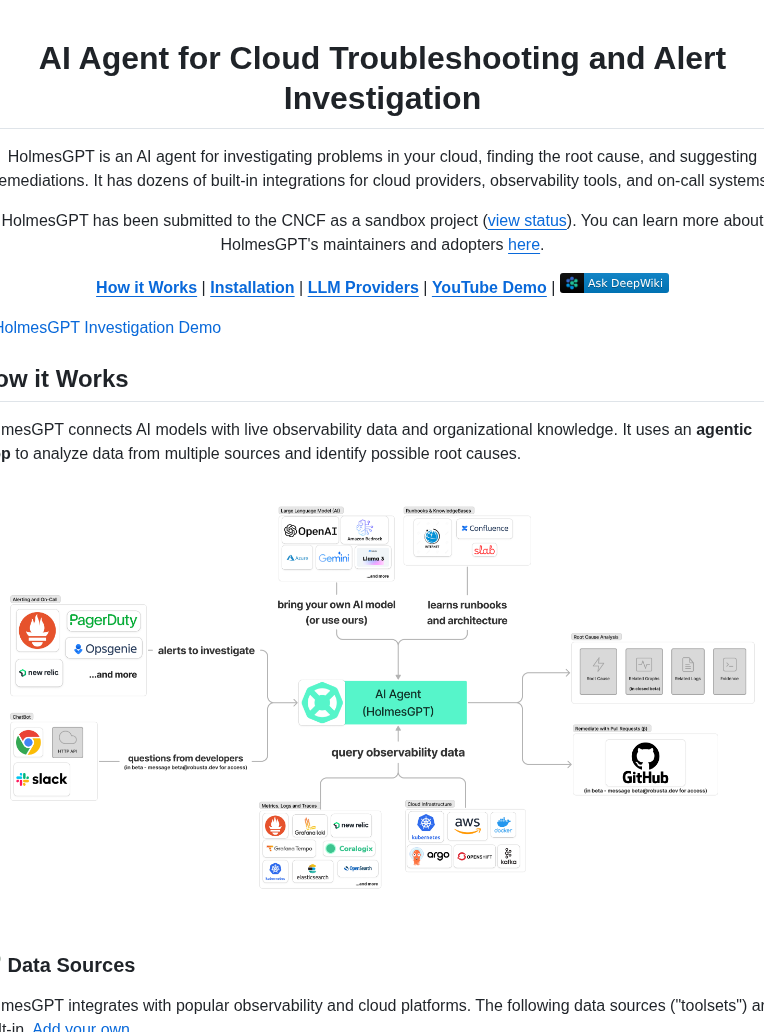 AI Agent for Cloud Troubleshooting and Alert
Investigation
HolmesGPT is an AI agent for investigating problems in your cloud, finding the root cause, and suggesting
emediations. It has dozens of built-in integrations for cloud providers, observability tools, and on-call systems
HolmesGPT has been submitted to the CNCF as a sandbox project (view status). You can learn more about
HolmesGPT's maintainers and adopters here.
How it Works | Installation | LLM Providers | YouTube Demo | Ask DeepWiki
HolmesGPT Investigation Demo
ow it Works
mesGPT connects AI models with live observability data and organizational knowledge. It uses an agentic
p to analyze data from multiple sources and identify possible root causes.
Large Language Model (AI)
OpenAI
Amazon Bedrock
Azure
Gemini
Llama 3
...and more
Runbooks & KnowledgeBases
INTERNET
Confluence
slab
bring your own AI model
(or use ours)
learns runbooks
and architecture
Alerting and On-Call
PagerDuty
Opsgenie
new relic
...and more
alerts to investigate
ChatBot
HTTP API
slack
questions from developers
(in beta - message beta@robusta.dev for access)
AI Agent
(HolmesGPT)
query observability data
Root Cause Analysis
Root Cause
Related Graphs
(in closed beta)
Related Logs
Evidence
Remediate with Pull Requests (β)
GitHub
(in beta - message beta@robusta.dev for access)
Metrics, Logs and Traces
Grafana loki
new relic
Grafana Tempo
Coralogix
kubernetes
elasticsearch
OpenSearch
...and more
Cloud Infrastructure
kubernetes
aws
docker
argo
OPENSHIFT
kafka
Data Sources
mesGPT integrates with popular observability and cloud platforms. The following data sources ("toolsets") a
lt-in. Add your own.